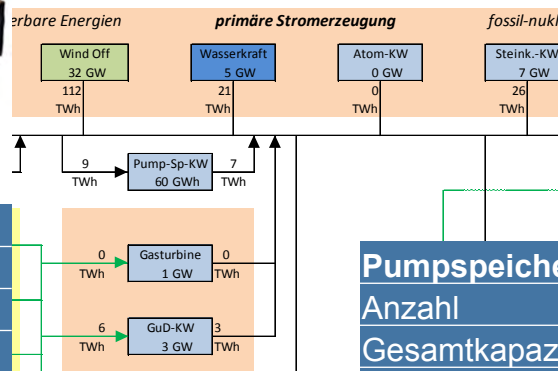 erbare Energien primäre Stromerzeugung fossil-nukl
Wind Off Wasserkraft Atom-KW Steink.-KW
32 GW 5 GW 0 GW 7 GW
112 21 0 26
TWh TWh TWh TWh
9 Pump-Sp-KW 7
TWh 60 GWh TWh
0 Gasturbine 0
TWh 1 GW TWh
Pumpspeiche
Anzahl
6 GuD-KW 3
TWh 3 GW TWh
Gesamtkapaz